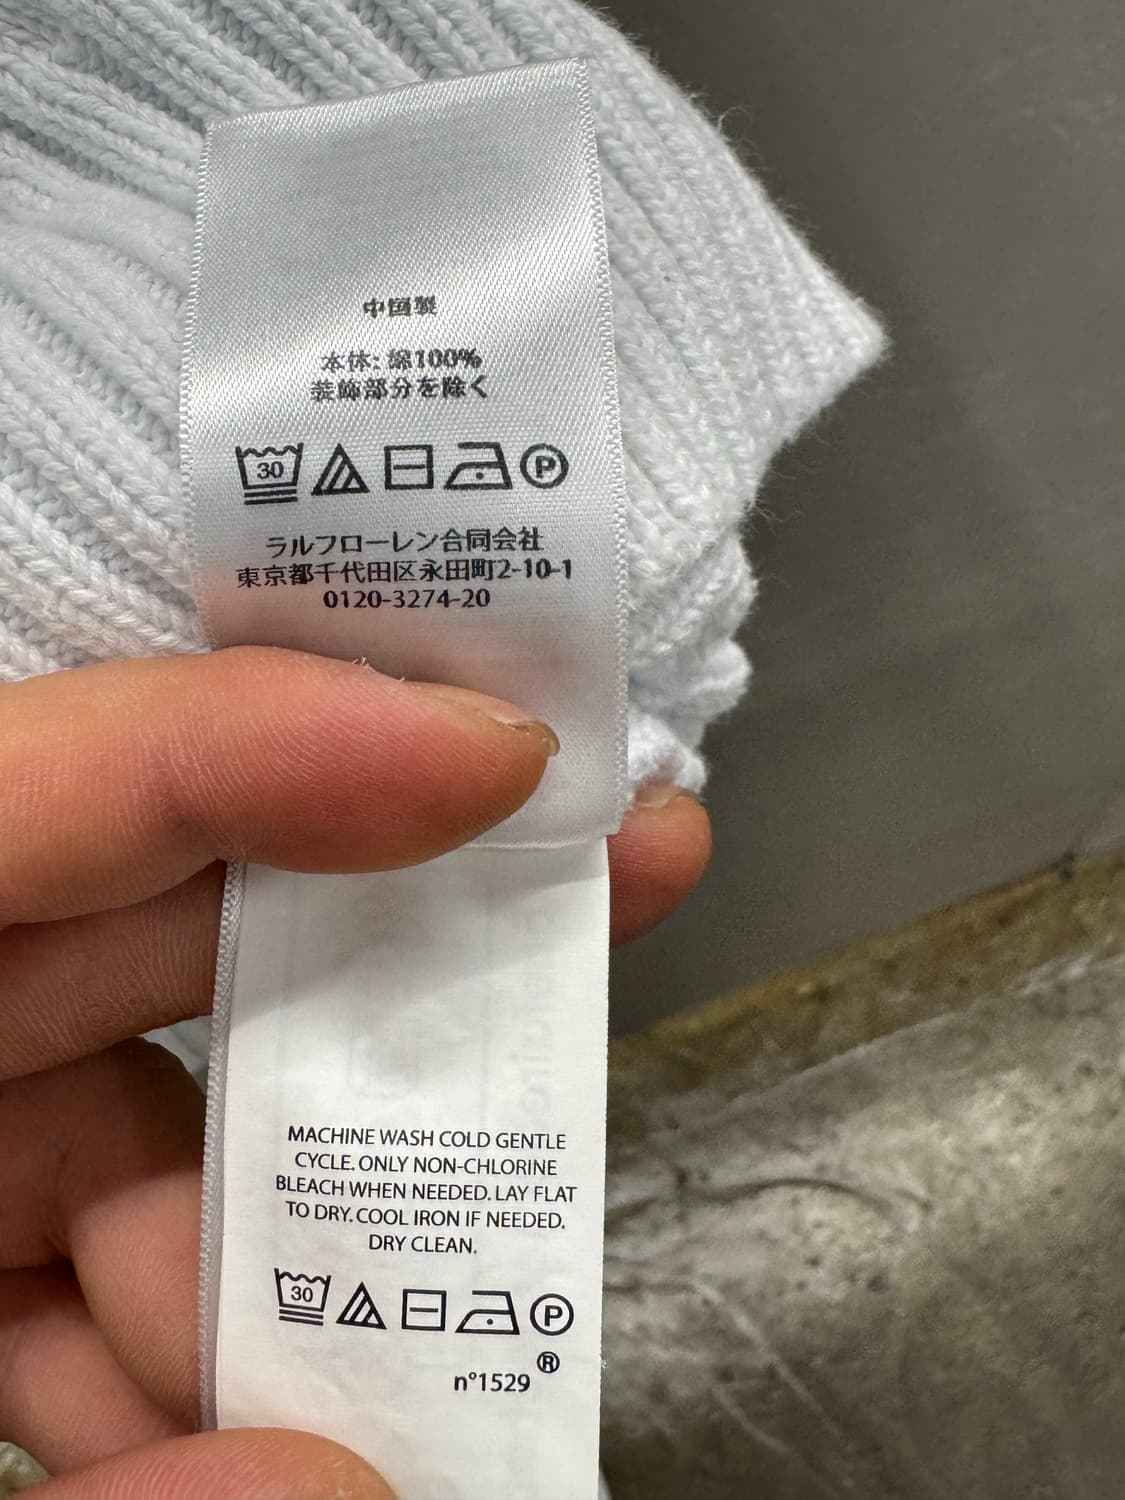 中国製
本体: 綿100%
装飾部分を除く
30 P
ラルフローレン合同会社
東京都千代田区永田町2-10-1
0120-3274-20
MACHINE WASH COLD GENTLE
CYCLE. ONLY NON-CHLORINE
BLEACH WHEN NEEDED. LAY FLAT
TO DRY. COOL IRON IF NEEDED.
DRY CLEAN.
30 P
®
n°1529